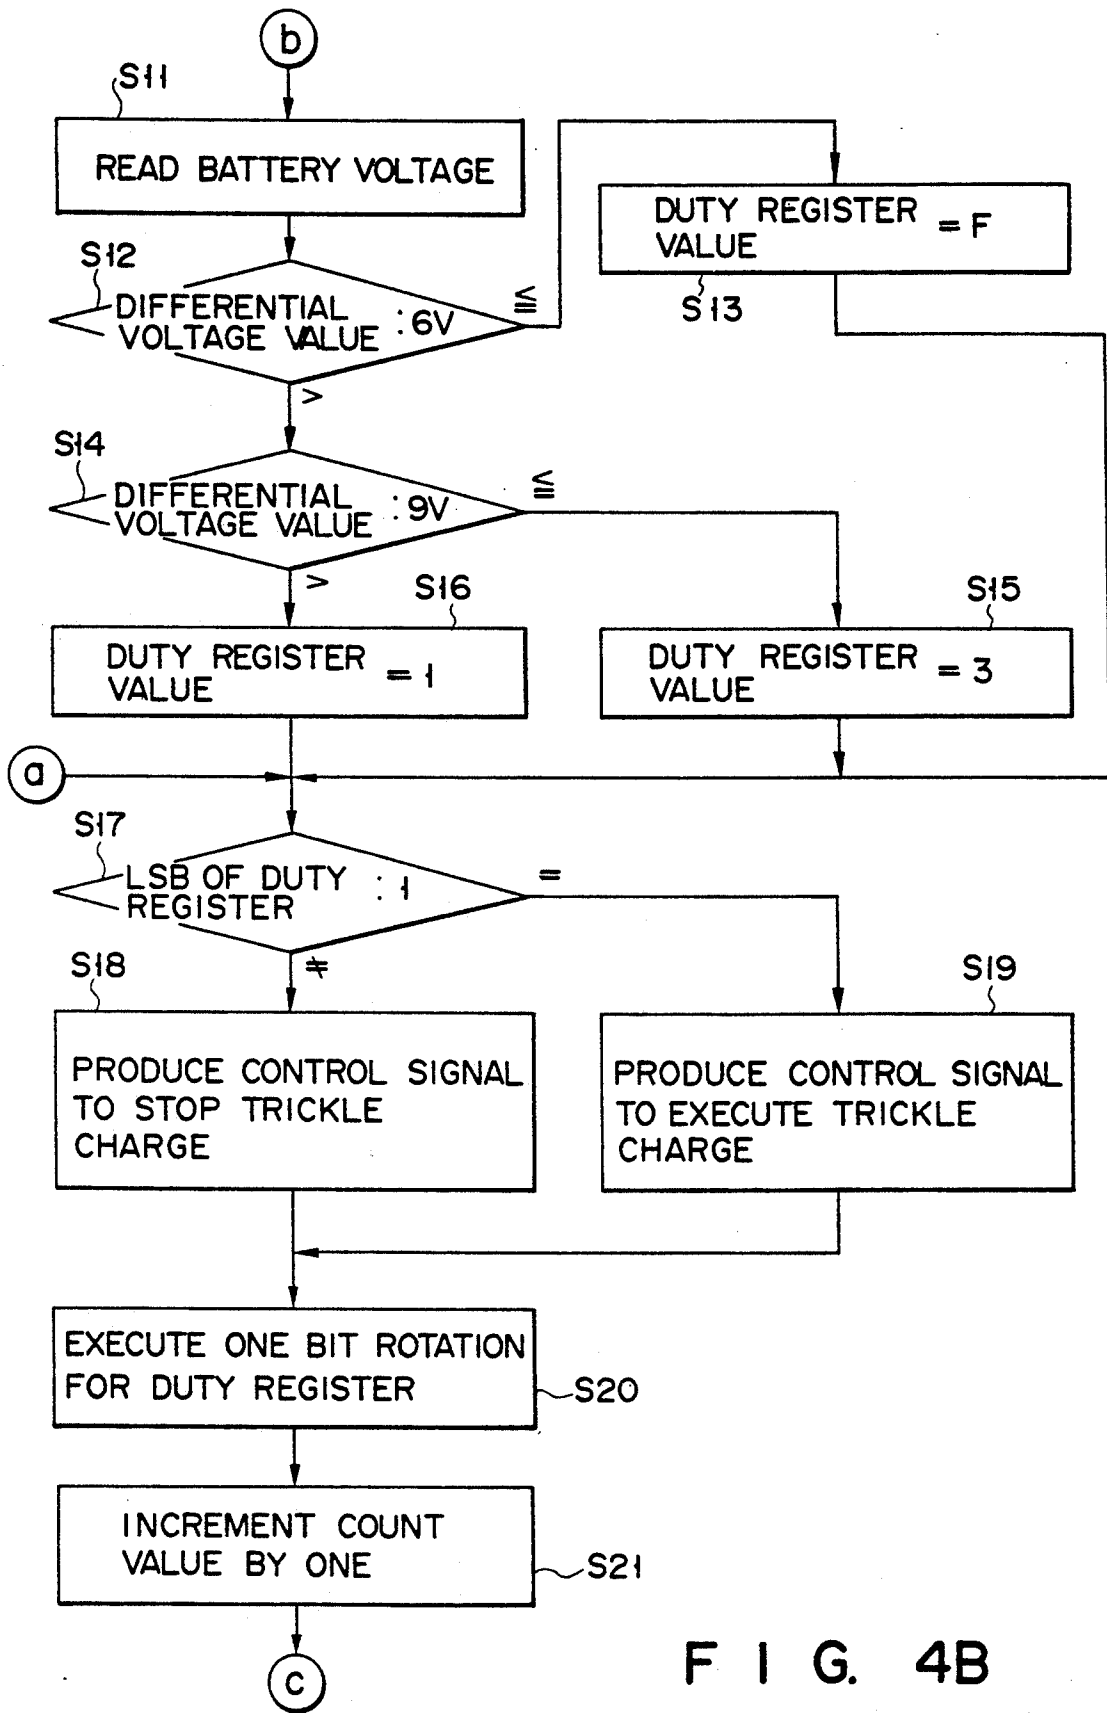 b
S11
READ BATTERY VOLTAGE
S12
DIFFERENTIAL
VOLTAGE VALUE : 6V
≦
>
DUTY REGISTER
VALUE = F
S13
S14
DIFFERENTIAL
VOLTAGE VALUE : 9V
≦
>
S16
DUTY REGISTER
VALUE = 1
S15
DUTY REGISTER
VALUE = 3
a
S17
LSB OF DUTY
REGISTER : 1
=
≠
S18
PRODUCE CONTROL SIGNAL
TO STOP TRICKLE
CHARGE
S19
PRODUCE CONTROL SIGNAL
TO EXECUTE TRICKLE
CHARGE
EXECUTE ONE BIT ROTATION
FOR DUTY REGISTER
S20
INCREMENT COUNT
VALUE BY ONE
S21
c
FIG. 4B